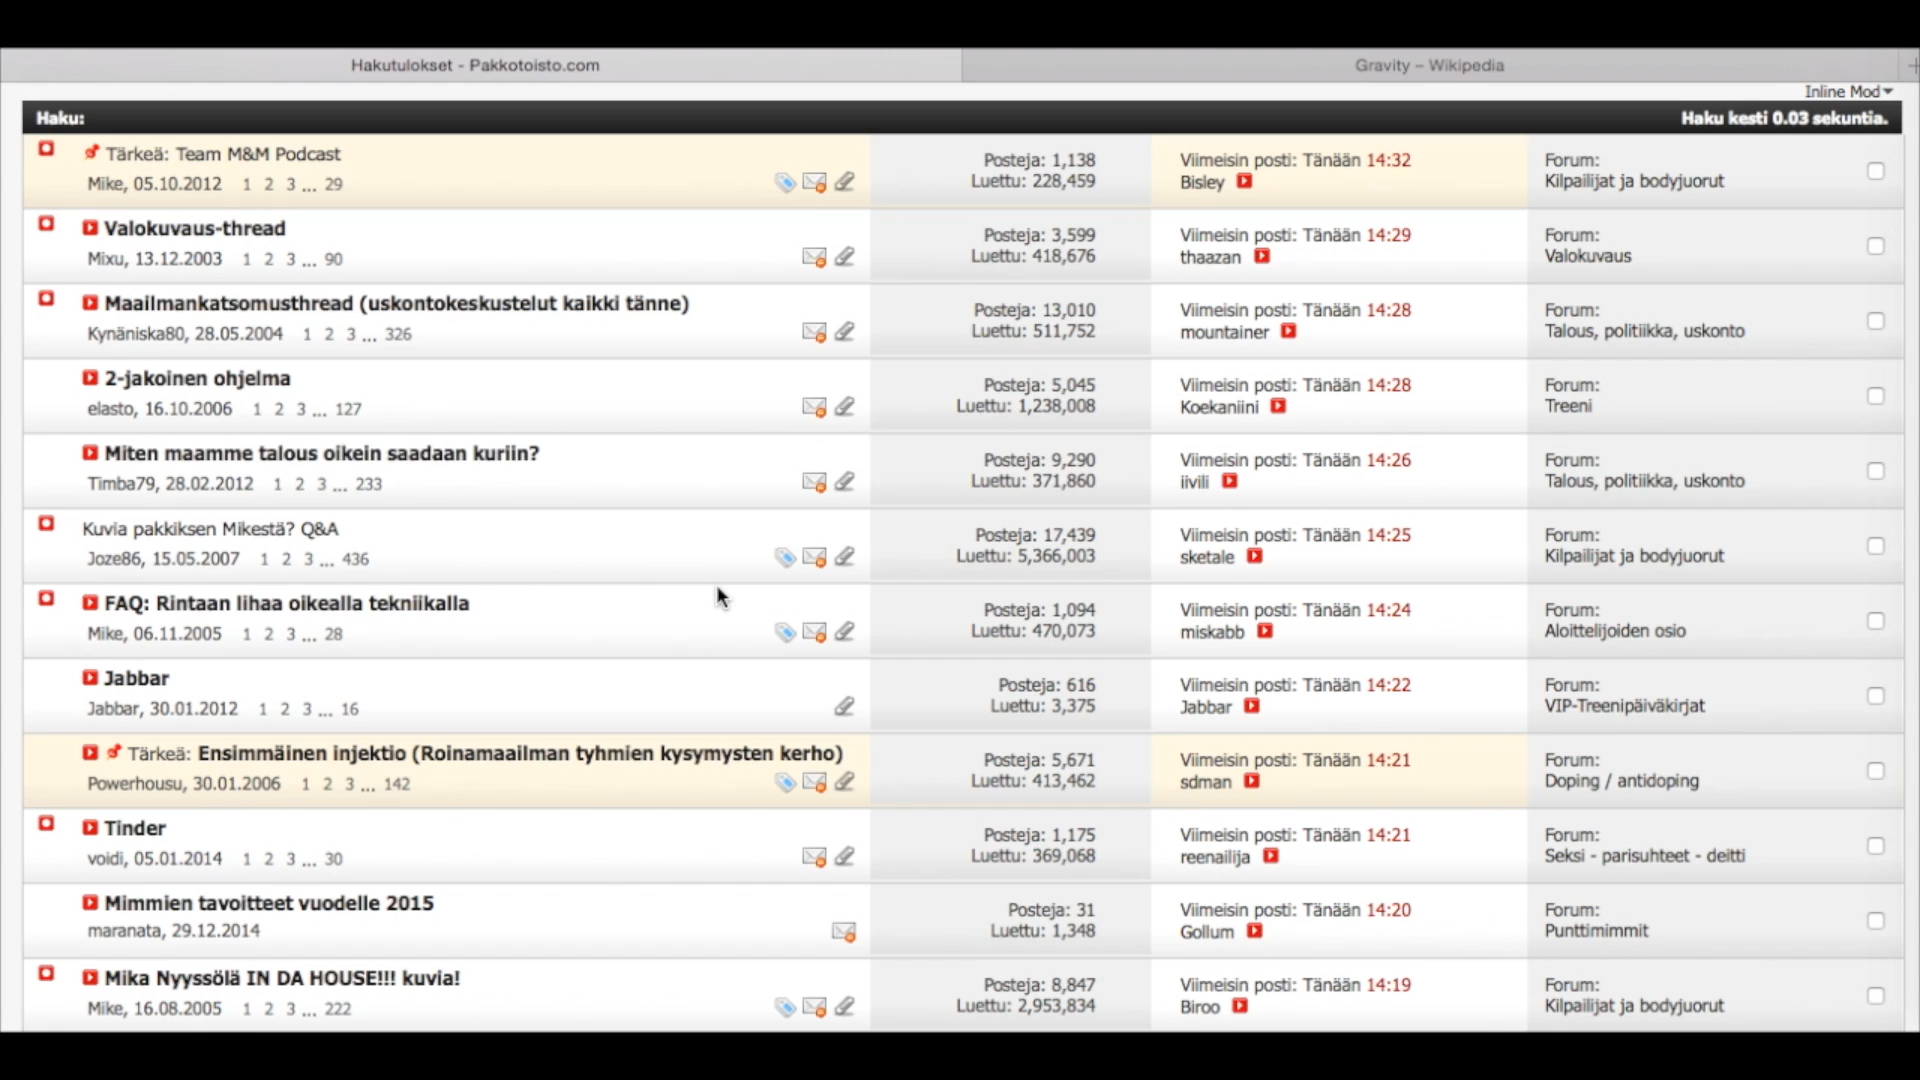 Hakutulokset - Pakkotoisto.com
Gravity – Wikipedia
Inline Mod
Haku:
Haku kesti 0.03 sekuntia.
Tärkeä: Team M&M Podcast
Mike, 05.10.2012 1 2 3 ... 29
Posteja: 1,138
Luettu: 228,459
Viimeisin posti: Tänään 14:32
Bisley
Forum:
Kilpailijat ja bodyjuorut
Valokuvaus-thread
Mixu, 13.12.2003 1 2 3 ... 90
Posteja: 3,599
Luettu: 418,676
Viimeisin posti: Tänään 14:29
thaazan
Forum:
Valokuvaus
Maailmankatsomusthread (uskontokeskustelut kaikki tänne)
Kynäniska80, 28.05.2004 1 2 3 ... 326
Posteja: 13,010
Luettu: 511,752
Viimeisin posti: Tänään 14:28
mountainer
Forum:
Talous, politiikka, uskonto
2-jakoinen ohjelma
elasto, 16.10.2006 1 2 3 ... 127
Posteja: 5,045
Luettu: 1,238,008
Viimeisin posti: Tänään 14:28
Koekaniini
Forum:
Treeni
Miten maamme talous oikein saadaan kuriin?
Timba79, 28.02.2012 1 2 3 ... 233
Posteja: 9,290
Luettu: 371,860
Viimeisin posti: Tänään 14:26
iivili
Forum:
Talous, politiikka, uskonto
Kuvia pakkiksen Mikestä? Q&A
Joze86, 15.05.2007 1 2 3 ... 436
Posteja: 17,439
Luettu: 5,366,003
Viimeisin posti: Tänään 14:25
sketale
Forum:
Kilpailijat ja bodyjuorut
FAQ: Rintaan lihaa oikealla tekniikalla
Mike, 06.11.2005 1 2 3 ... 28
Posteja: 1,094
Luettu: 470,073
Viimeisin posti: Tänään 14:24
miskabb
Forum:
Aloittelijoiden osio
Jabbar
Jabbar, 30.01.2012 1 2 3 ... 16
Posteja: 616
Luettu: 3,375
Viimeisin posti: Tänään 14:22
Jabbar
Forum:
VIP-Treenipäiväkirjat
Tärkeä: Ensimmäinen injektio (Roinamaailman tyhmien kysymysten kerho)
Powerhousu, 30.01.2006 1 2 3 ... 142
Posteja: 5,671
Luettu: 413,462
Viimeisin posti: Tänään 14:21
sdman
Forum:
Doping / antidoping
Tinder
voidi, 05.01.2014 1 2 3 ... 30
Posteja: 1,175
Luettu: 369,068
Viimeisin posti: Tänään 14:21
reenailija
Forum:
Seksi - parisuhteet - deitti
Mimmien tavoitteet vuodelle 2015
maranata, 29.12.2014
Posteja: 31
Luettu: 1,348
Viimeisin posti: Tänään 14:20
Gollum
Forum:
Punttimimmit
Mika Nyyssölä IN DA HOUSE!!! kuvia!
Mike, 16.08.2005 1 2 3 ... 222
Posteja: 8,847
Luettu: 2,953,834
Viimeisin posti: Tänään 14:19
Biroo
Forum:
Kilpailijat ja bodyjuorut